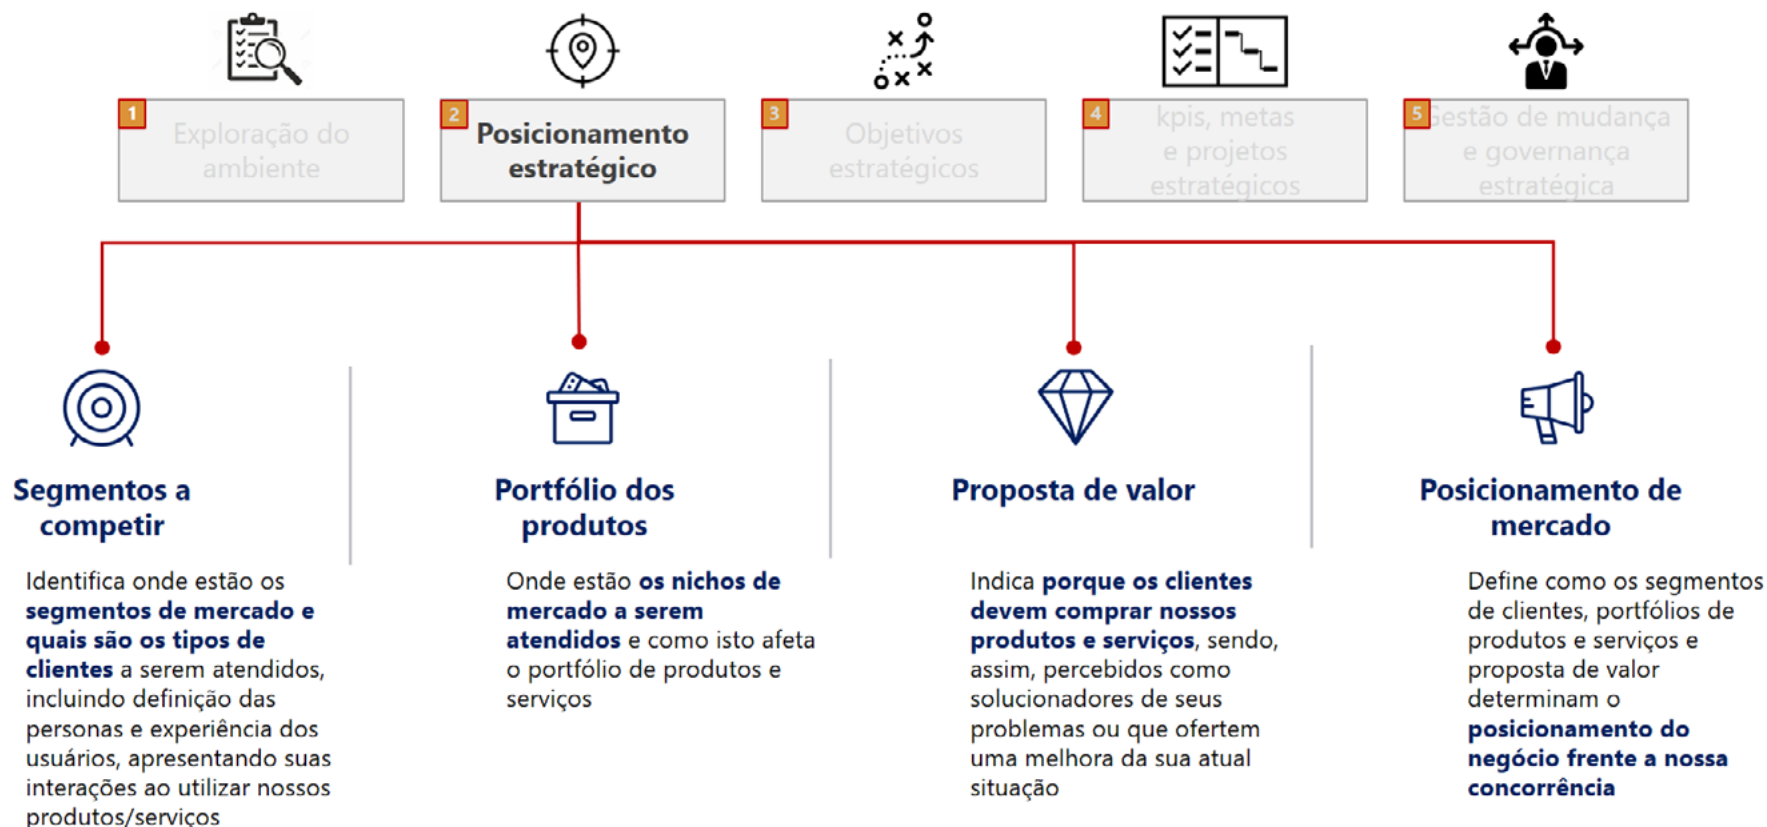 1
Exploração do
ambiente
2
Posicionamento
estratégico
3
Objetivos
estratégicos
4
kpis, metas
e projetos
estratégicos
5
Gestão de mudança
e governança
estratégica
Segmentos a
competir
Identifica onde estão os
segmentos de mercado e
quais são os tipos de
clientes a serem atendidos,
incluindo definição das
personas e experiência dos
usuários, apresentando suas
interações ao utilizar nossos
produtos/serviços
Portfólio dos
produtos
Onde estão os nichos de
mercado a serem
atendidos e como isto afeta
o portfólio de produtos e
serviços
Proposta de valor
Indica porque os clientes
devem comprar nossos
produtos e serviços, sendo,
assim, percebidos como
solucionadores de seus
problemas ou que ofertem
uma melhora da sua atual
situação
Posicionamento de
mercado
Define como os segmentos
de clientes, portfólios de
produtos e serviços e
proposta de valor
determinam o
posicionamento do
negócio frente a nossa
concorrência